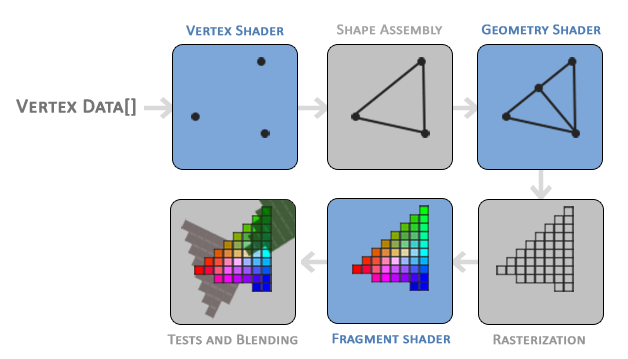 Vertex Shader
Shape Assembly
Geometry Shader
Vertex Data[]
Tests and Blending
Fragment shader
Rasterization